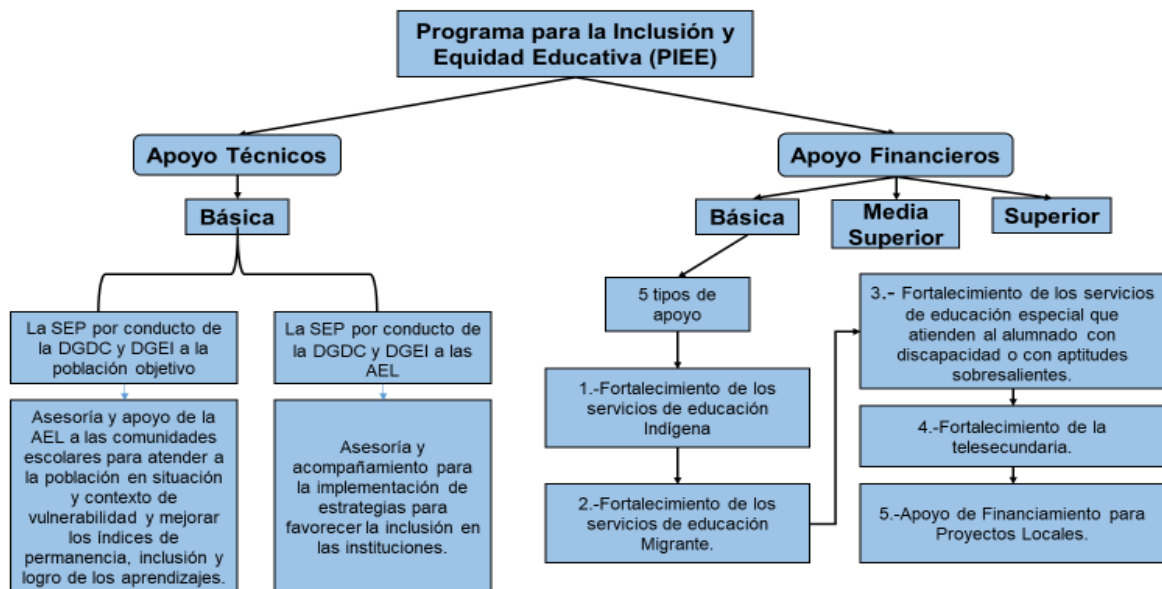 Programa para la Inclusión y
Equidad Educativa (PIEE)
Apoyo Técnicos
Básica
La SEP por conducto de
la DGDC y DGEI a la
población objetivo
Asesoría y apoyo de la
AEL a las comunidades
escolares para atender a
la población en situación
y contexto de
vulnerabilidad y mejorar
los índices de
permanencia, inclusión y
logro de los aprendizajes.
La SEP por conducto de
la DGDC y DGEI a las
AEL
Asesoría y
acompañamiento para
la implementación de
estrategias para
favorecer la inclusión en
las instituciones.
Apoyo Financieros
Básica
Media
Superior
Superior
5 tipos de
apoyo
1.-Fortalecimiento de los
servicios de educación
Indígena
2.-Fortalecimiento de los
servicios de educación
Migrante.
3.- Fortalecimiento de los servicios
de educación especial que
atienden al alumnado con
discapacidad o con aptitudes
sobresalientes.
4.-Fortalecimiento de la
telesecundaria.
5.-Apoyo de Financiamiento para
Proyectos Locales.